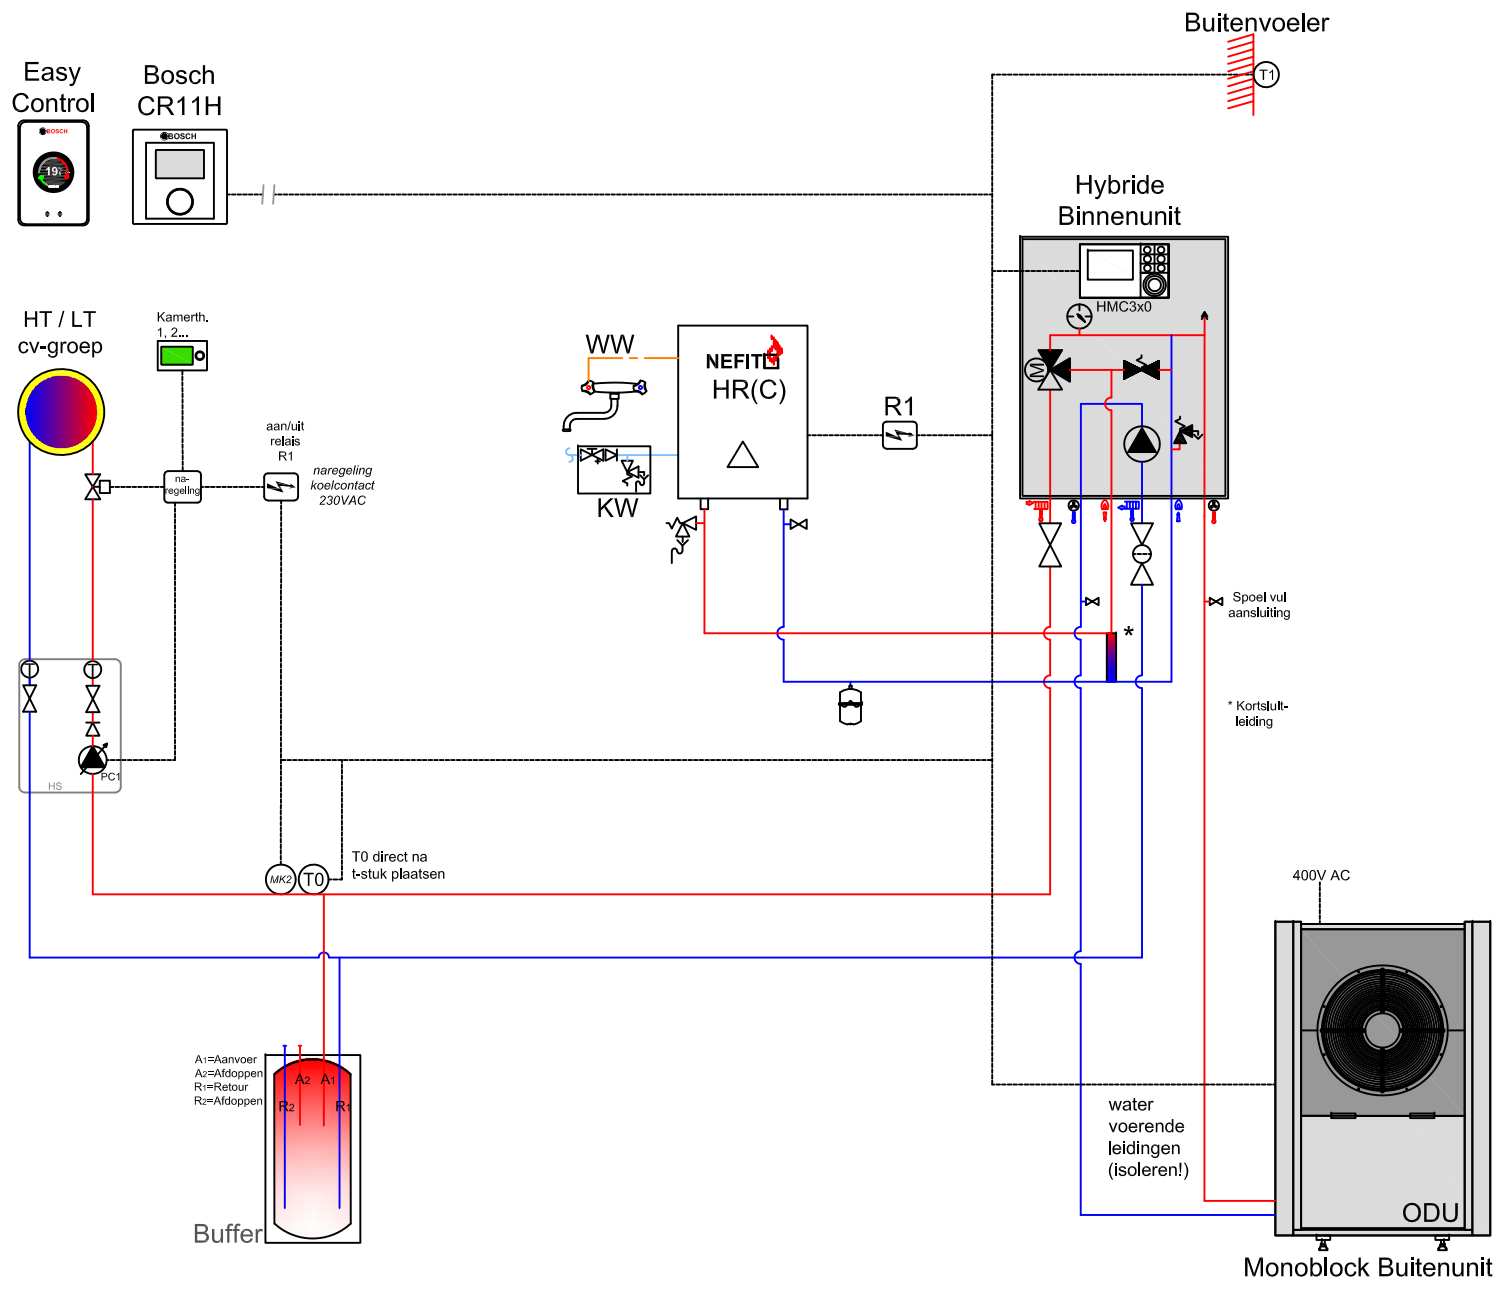 Buitenvoeler
T1
Easy
Control
BOSCH
19
Bosch
CR11H
BOSCH
Hybride
Binnenunit
HMC3x0
M
HT / LT
cv-groep
Kamerth.
1, 2...
aan/uit
relais
R1
naregeling
koelcontact
230VAC
na-
regeling
WW
KW
NEFIT
HR(C)
R1
Spoel vul
aansluiting
*
* Kortsluit-
leiding
T
T
PC1
HS
MK2
T0
T0 direct na
t-stuk plaatsen
400V AC
A1=Aanvoer
A2=Afdoppen
R1=Retour
R2=Afdoppen
A2 A1
R2 R1
Buffer
water
voerende
leidingen
(isoleren!)
ODU
Monoblock Buitenunit